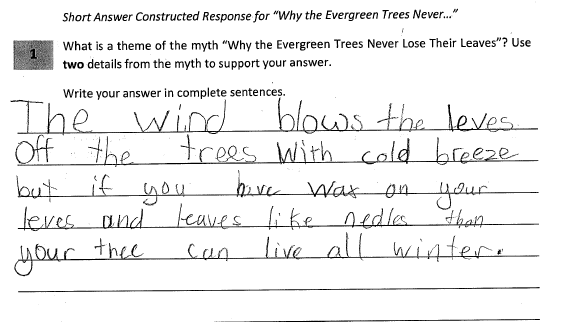 Short Answer Constructed Response for "Why the Evergreen Trees Never..."
1
What is a theme of the myth "Why the Evergreen Trees Never Lose Their Leaves"? Use
two details from the myth to support your answer.
Write your answer in complete sentences.
The wind blows the leves
Off the trees With cold breeze
but if you have wax on your
leves and leaves like nedles than
your thee can live all winter.